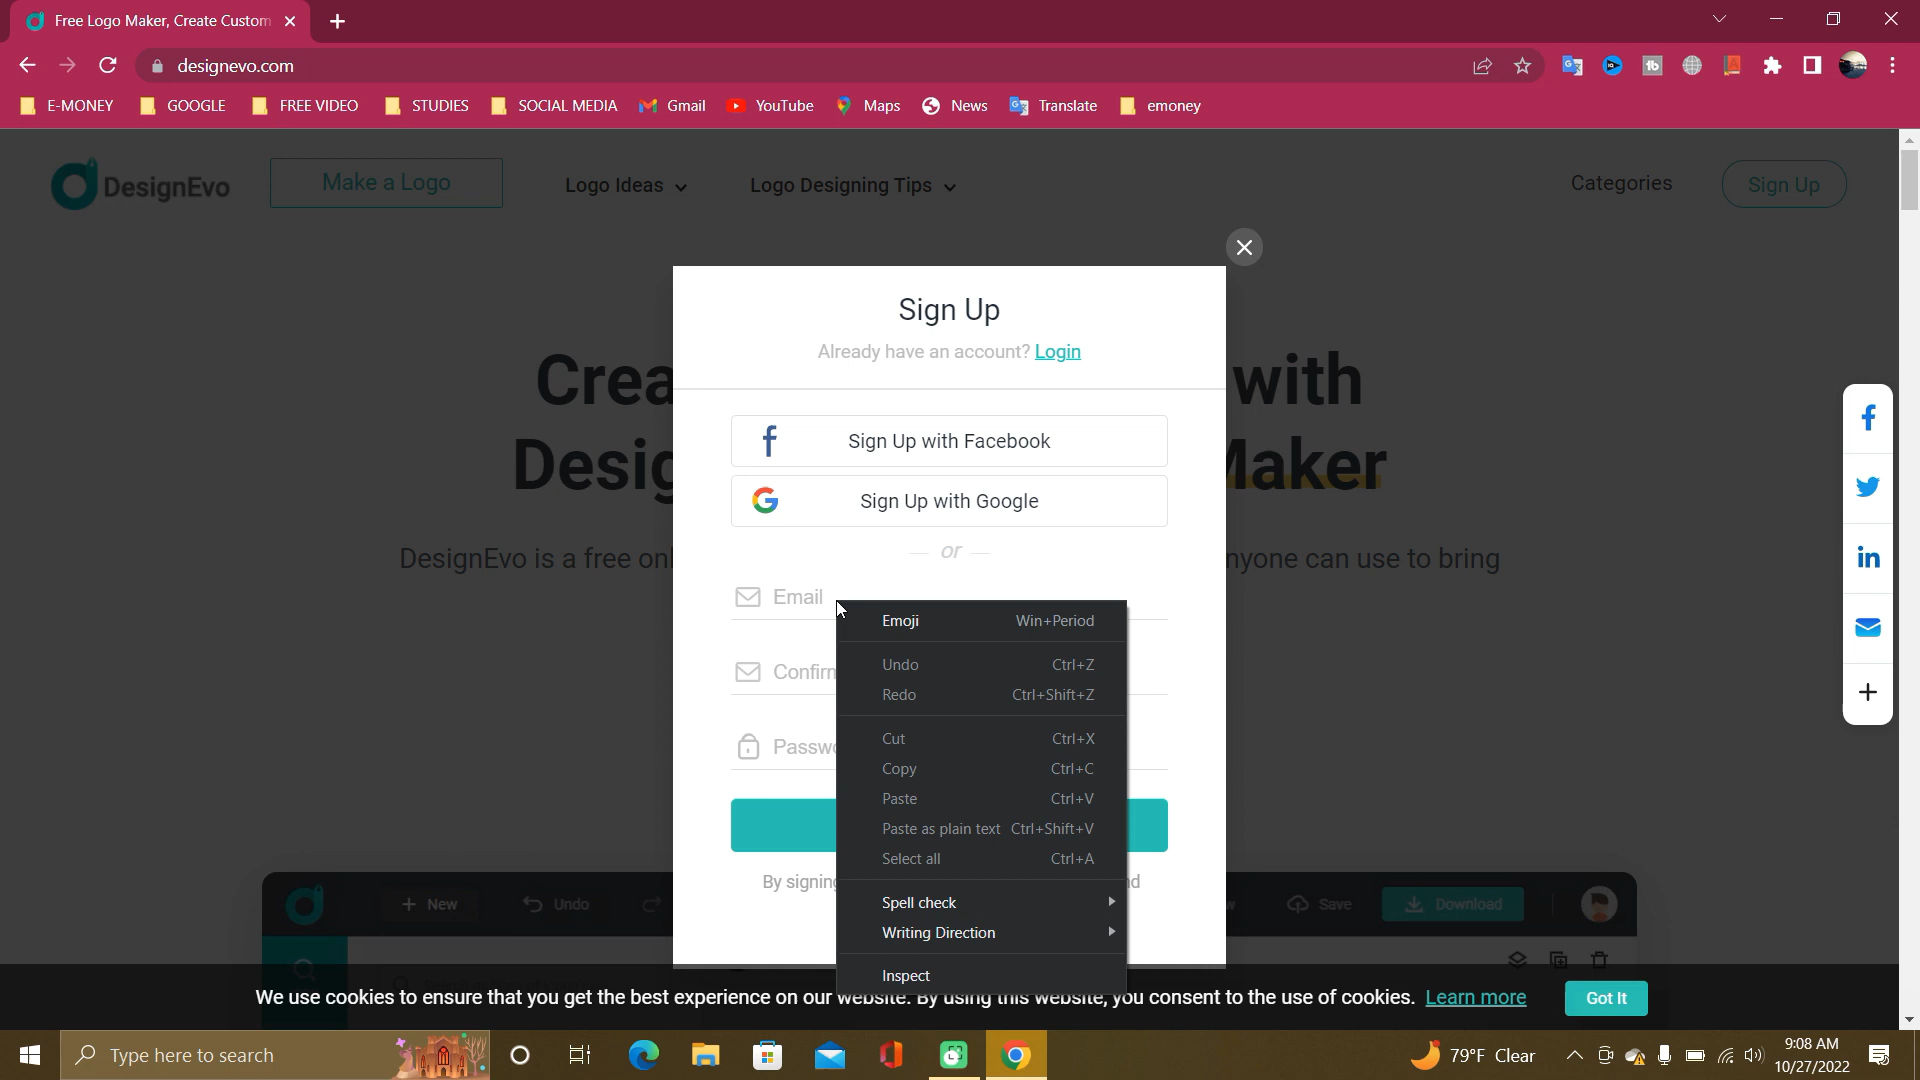 Free Logo Maker, Create Custom
designevo.com
E-MONEY GOOGLE FREE VIDEO STUDIES SOCIAL MEDIA Gmail YouTube Maps News Translate emoney
DesignEvo Make a Logo Logo Ideas Logo Designing Tips Categories Sign Up
Sign Up
Already have an account? Login
Crea with
Desig Maker
Sign Up with Facebook
Sign Up with Google
or
DesignEvo is a free onl nyone can use to bring
Email
Emoji Win+Period
Undo Ctrl+Z
Confirm
Redo Ctrl+Shift+Z
Cut Ctrl+X
Passwo
Copy Ctrl+C
Paste Ctrl+V
Paste as plain text Ctrl+Shift+V
Select all Ctrl+A
By signing nd
Spell check
Writing Direction
Inspect
New Undo Save Download
We use cookies to ensure that you get the best experience on our website. By using this website, you consent to the use of cookies. Learn more Got It
Type here to search
79°F Clear
9:08 AM
10/27/2022